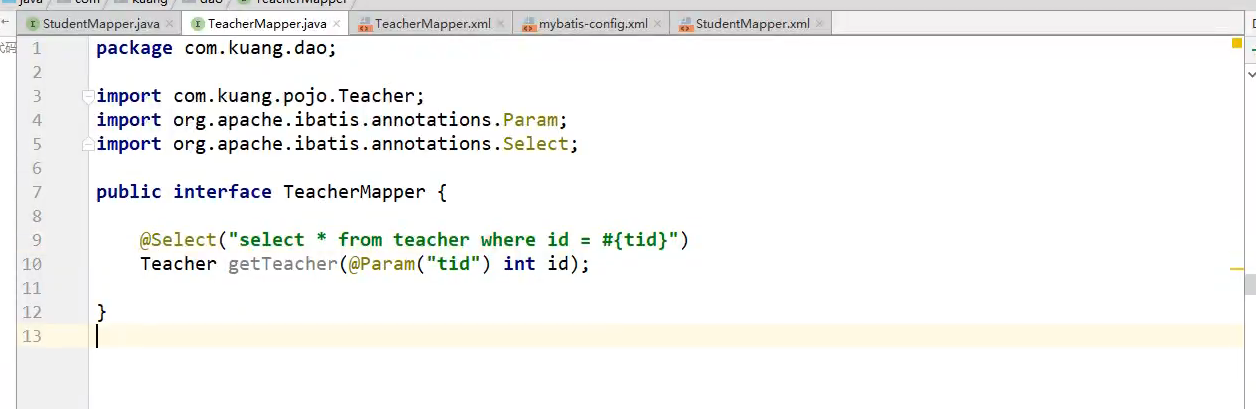 java com kuang dao TeacherMapper
StudentMapper.java TeacherMapper.java TeacherMapper.xml mybatis-config.xml StudentMapper.xml
代码
1 package com.kuang.dao;
2
3 import com.kuang.pojo.Teacher;
4 import org.apache.ibatis.annotations.Param;
5 import org.apache.ibatis.annotations.Select;
6
7 public interface TeacherMapper {
8
9 @Select("select * from teacher where id = #{tid}")
10 Teacher getTeacher(@Param("tid") int id);
11
12 }
13